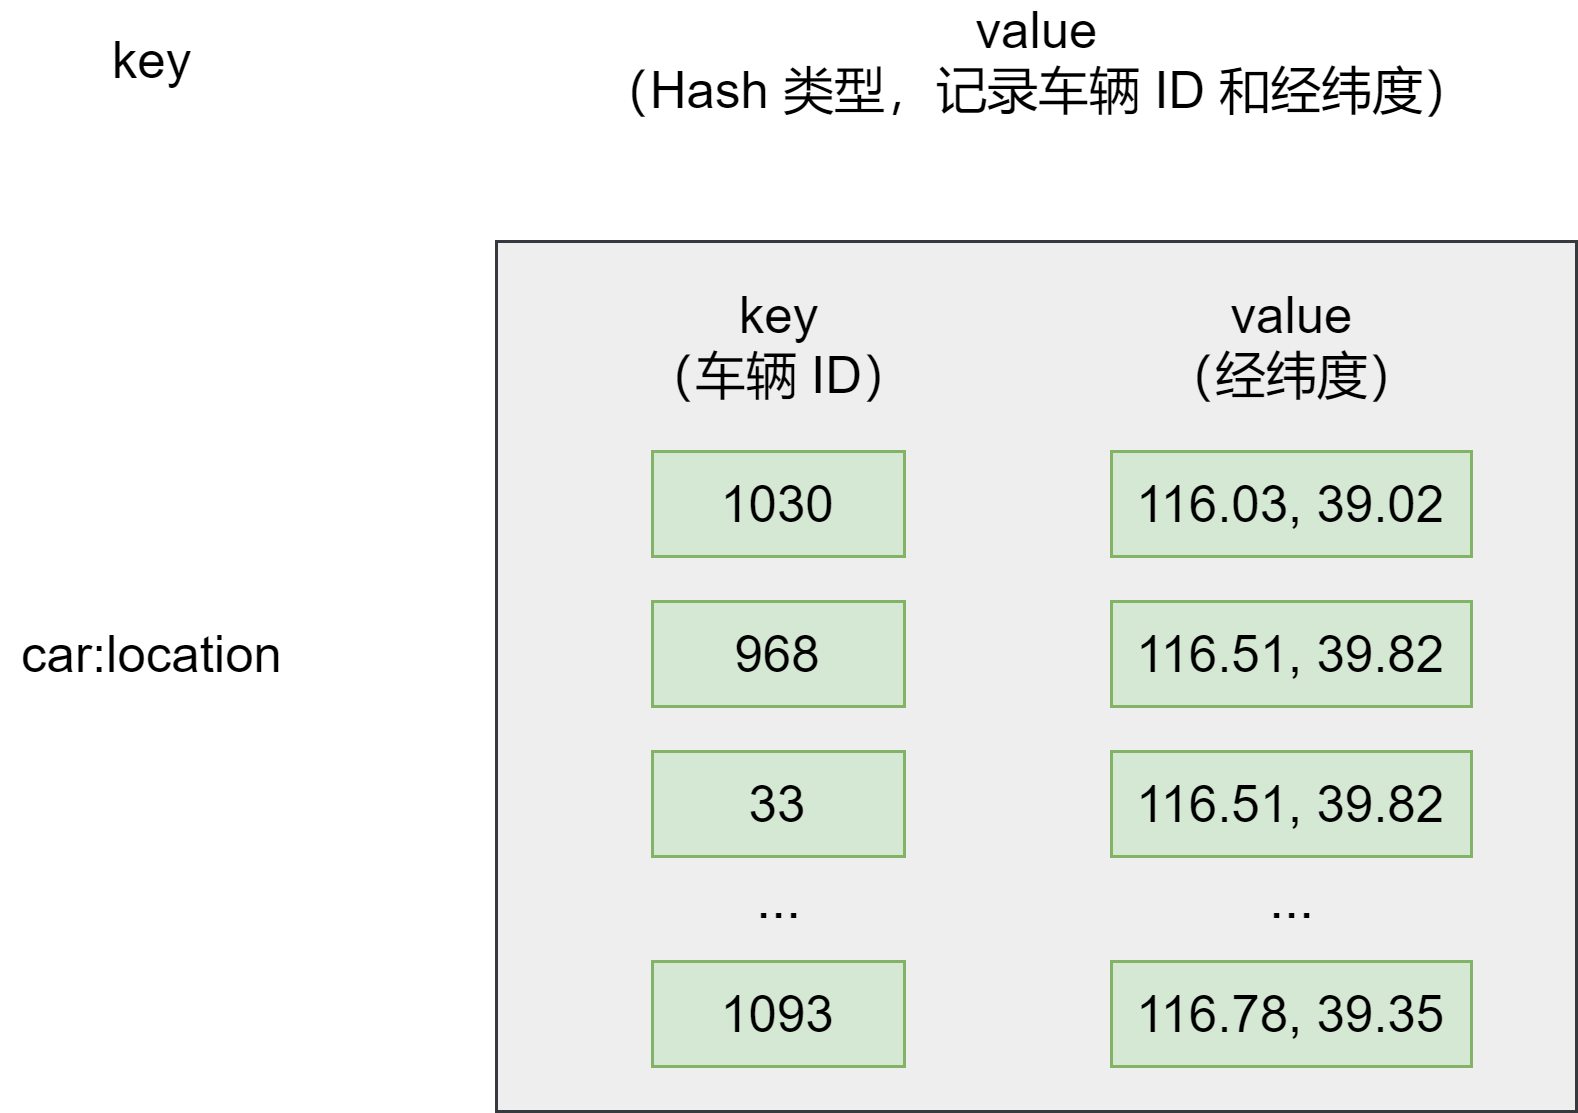 key
value
（Hash 类型，记录车辆 ID 和经纬度）
key
（车辆 ID）
value
（经纬度）
1030
116.03, 39.02
car:location
968
116.51, 39.82
33
116.51, 39.82
...
...
1093
116.78, 39.35